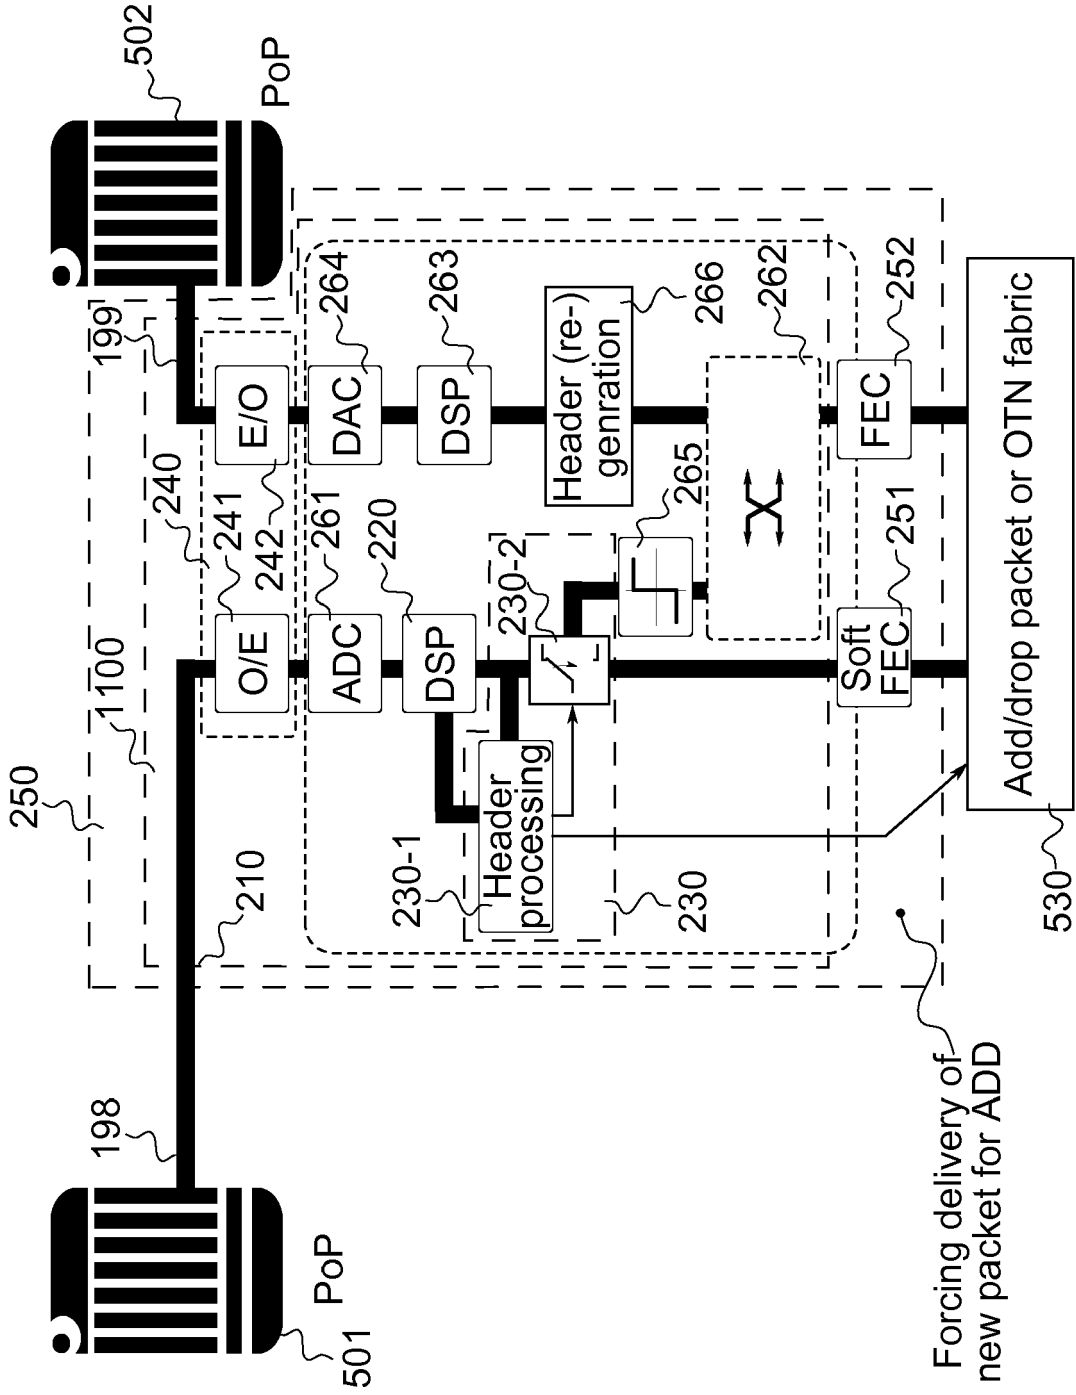 502
PoP
199
250
1100
240
241
242
O/E
E/O
210
198
PoP
501
261
264
ADC
DAC
220
263
DSP
DSP
230-1
230-2
Header
processing
230
265
266
Header (re-)
genration
262
251
252
Soft
FEC
FEC
Add/drop packet or OTN fabric
530
Forcing delivery of
new packet for ADD